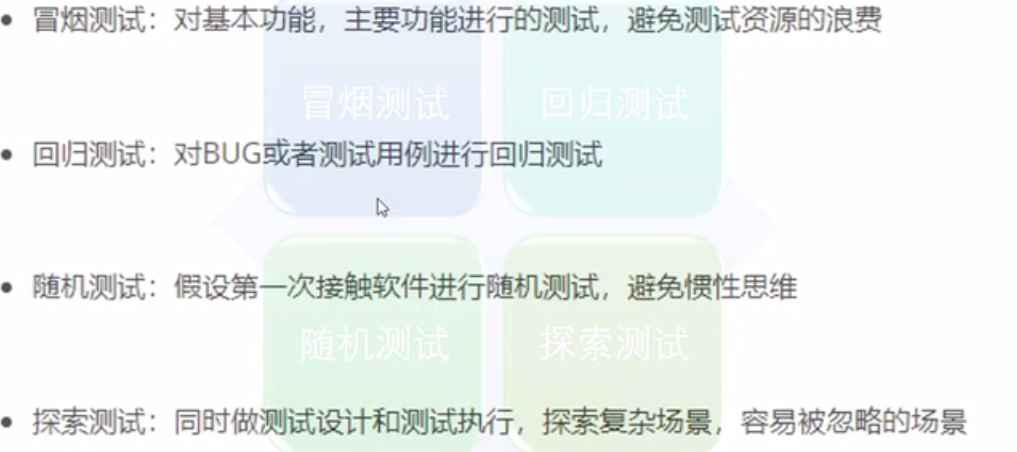 冒烟测试：对基本功能，主要功能进行的测试，避免测试资源的浪费
冒烟测试 回归测试
回归测试：对BUG或者测试用例进行回归测试
随机测试：假设第一次接触软件进行随机测试，避免惯性思维
随机测试 探索测试
探索测试：同时做测试设计和测试执行，探索复杂场景，容易被忽略的场景